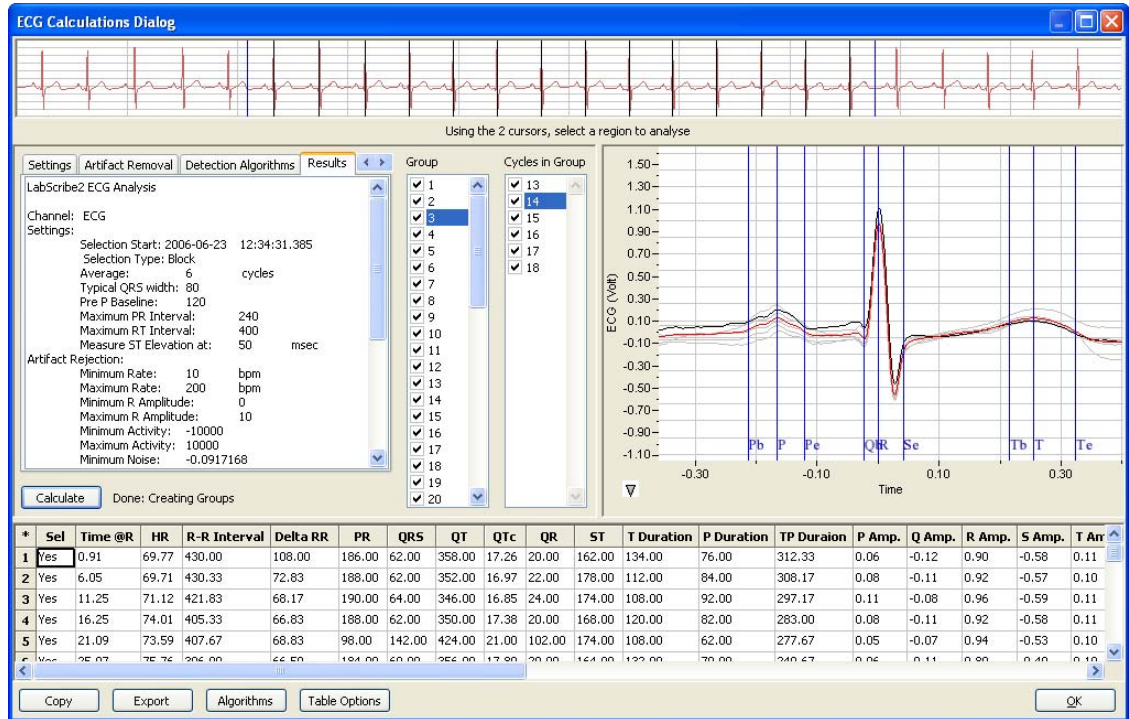 ECG Calculations Dialog
Using the 2 cursors, select a region to analyse
Settings Artifact Removal Detection Algorithms Results
LabScribe2 ECG Analysis
Channel: ECG
Settings:
Selection Start: 2006-06-23 12:34:31.385
Selection Type: Block
Average: 6 cycles
Typical QRS width: 80
Pre P Baseline: 120
Maximum PR Interval: 240
Maximum RT Interval: 400
Measure ST Elevation at: 50 msec
Artifact Rejection:
Minimum Rate: 10 bpm
Maximum Rate: 200 bpm
Minimum R Amplitude: 0
Maximum R Amplitude: 10
Minimum Activity: -10000
Maximum Activity: 10000
Minimum Noise: -0.0917168
Calculate Done: Creating Groups
Group
1
2
3
4
5
6
7
8
9
10
11
12
13
14
15
16
17
18
19
20
Cycles in Group
13
14
15
16
17
18
ECG (Volt)
1.50
1.30
1.10
0.90
0.70
0.50
0.30
0.10
-0.10
-0.30
-0.50
-0.70
-0.90
-1.10
Pb P Pe R Se Tb T Te
-0.30 -0.10 0.10 0.30
Time
* Sel Time @R HR R-R Interval Delta RR PR QRS QT QTc QR ST T Duration P Duration TP Duraion P Amp. Q Amp. R Amp. S Amp. T Am
1 Yes 0.91 69.77 430.00 108.00 186.00 62.00 358.00 17.26 20.00 162.00 134.00 76.00 312.33 0.06 -0.12 0.90 -0.58 0.11
2 Yes 6.05 69.71 430.33 72.83 188.00 62.00 352.00 16.97 22.00 178.00 112.00 84.00 308.17 0.08 -0.11 0.92 -0.57 0.10
3 Yes 11.25 71.12 421.83 68.17 190.00 64.00 346.00 16.85 24.00 174.00 108.00 92.00 297.17 0.11 -0.08 0.96 -0.59 0.11
4 Yes 16.25 74.01 405.33 66.83 188.00 62.00 350.00 17.38 20.00 168.00 120.00 82.00 283.00 0.08 -0.11 0.92 -0.58 0.11
5 Yes 21.09 73.59 407.67 68.83 98.00 142.00 424.00 21.00 102.00 174.00 108.00 62.00 277.67 0.05 -0.07 0.94 -0.53 0.10
Copy Export Algorithms Table Options OK